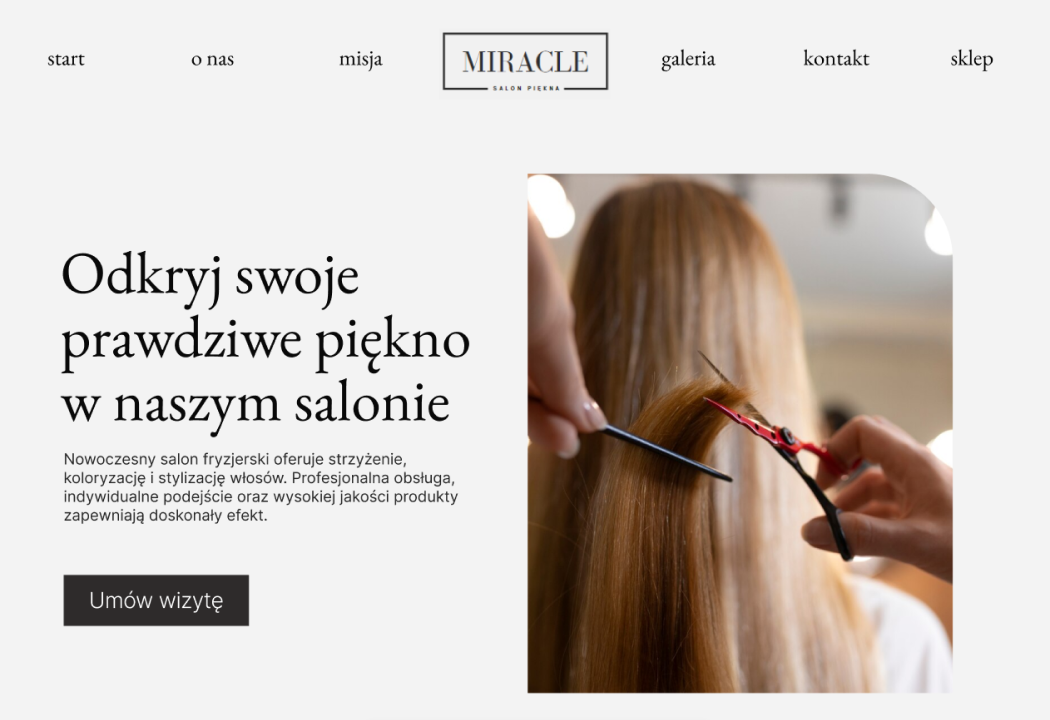 start o nas misja MIRACLE galeria kontakt sklep
SALON PIĘKNA
Odkryj swoje
prawdziwe piękno
w naszym salonie
Nowoczesny salon fryzjerski oferuje strzyżenie,
koloryzację i stylizację włosów. Profesjonalna obsługa,
indywidualne podejście oraz wysokiej jakości produkty
zapewniają doskonały efekt.
Umów wizytę